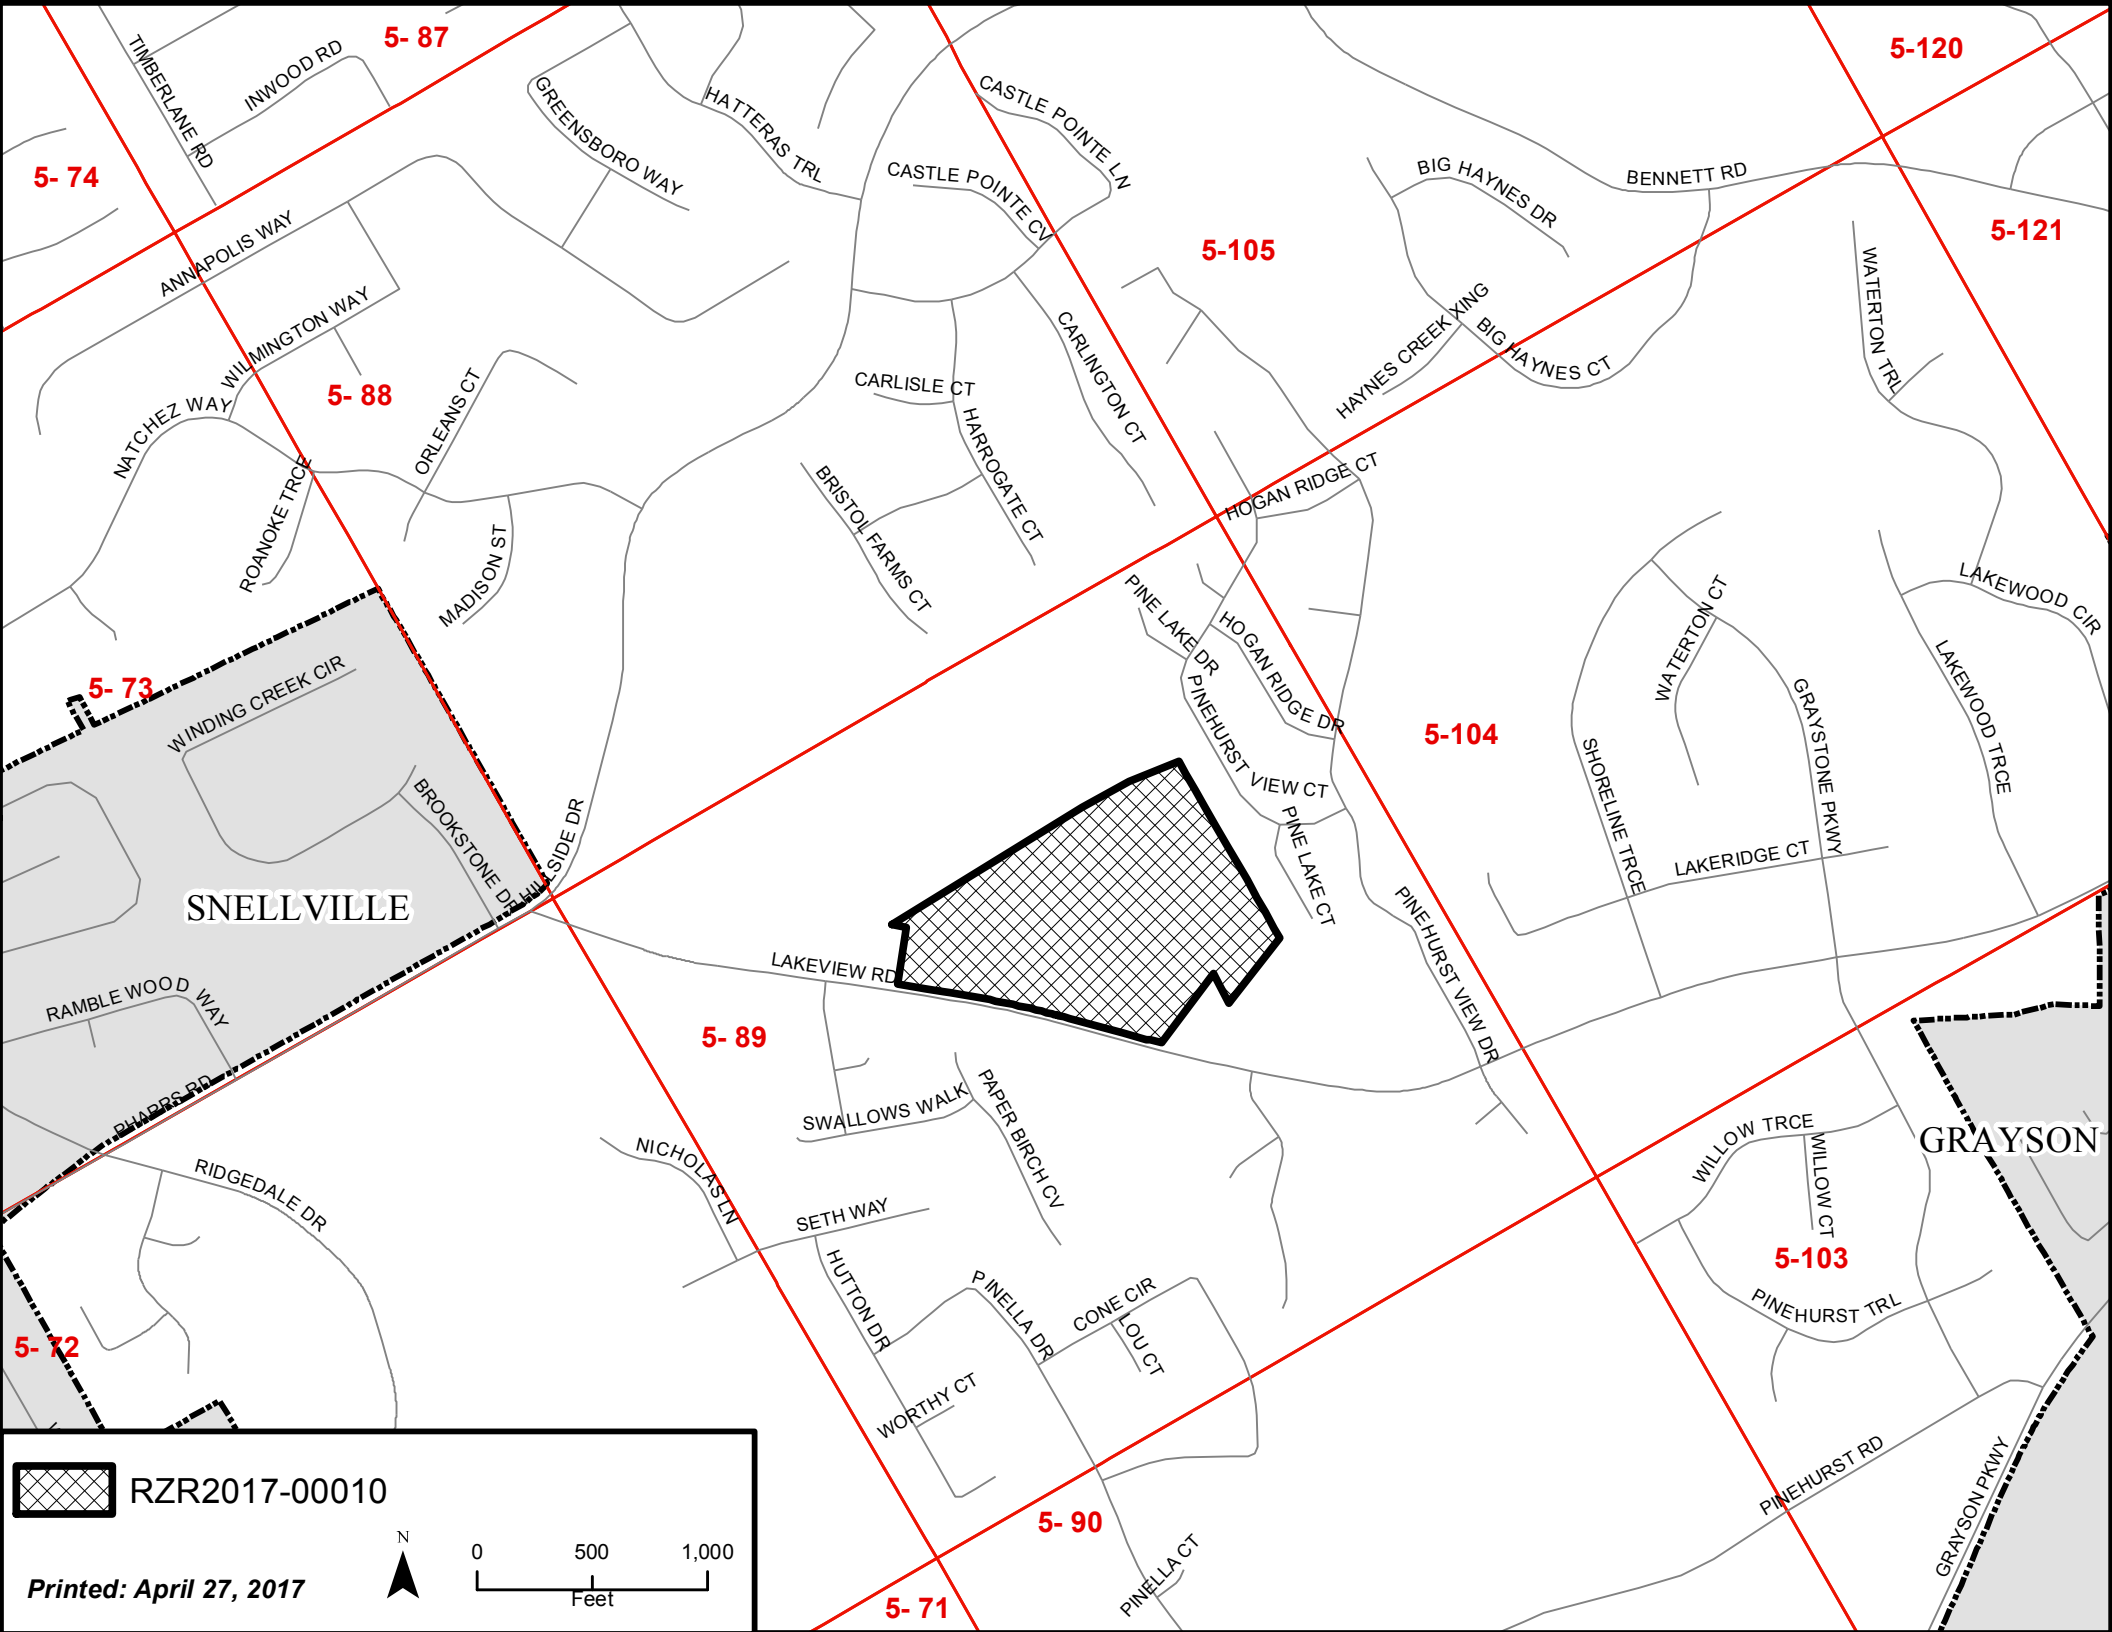 5- 87
5-120
TIMBERLANE RD
INWOOD RD
GREENSBORO WAY
HATTERAS TRL
CASTLE POINTE LN
CASTLE POINTE CV
BIG HAYNES DR
BENNETT RD
5- 74
5-105
5-121
ANNAPOLIS WAY
WILMINGTON WAY
WATERTON TRL
HAYNES CREEK XING
BIG HAYNES CT
CARLINGTON CT
5- 88
CARLISLE CT
ORLEANS CT
NATCHEZ WAY
HARROGATE CT
ROANOKE TRCE
BRISTOL FARMS CT
HOGAN RIDGE CT
MADISON ST
PINE LAKE DR
HOGAN RIDGE DR
WATERTON CT
LAKEWOOD CIR
LAKEWOOD TRCE
5- 73
WINDING CREEK CIR
PINEHURST VIEW CT
5-104
GRAYSTONE PKWY
SHORELINE TRCE
BROOKSTONE DR
HILLSIDE DR
PINE LAKE CT
LAKERIDGE CT
SNELLVILLE
PINEHURST VIEW DR
LAKEVIEW RD
RAMBLE WOOD WAY
5- 89
PHARRS RD
SWALLOWS WALK
PAPER BIRCH CV
WILLOW TRCE
WILLOW CT
GRAYSON
NICHOLAS LN
RIDGEDALE DR
SETH WAY
5-103
HUTTON DR
PINELLA DR
CONE CIR
LOU CT
PINEHURST TRL
5- 72
WORTHY CT
PINEHURST RD
GRAYSON PKWY
5- 90
PINELLA CT
5- 71
RZR2017-00010
N
0 500 1,000
Feet
Printed: April 27, 2017